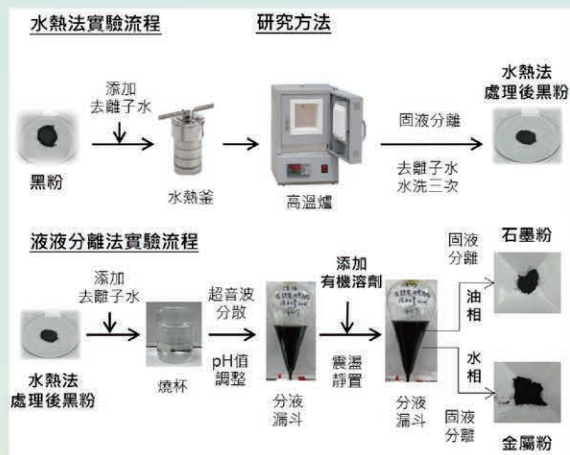 水熱法實驗流程
研究方法
添加
去離子水
黑粉
水熱釜
高溫爐
固液分離
去離子水
水洗三次
水熱法
處理後黑粉
液液分離法實驗流程
添加
去離子水
水熱法
處理後黑粉
燒杯
超音波
分散
pH值
調整
分液
漏斗
添加
有機溶劑
震盪
靜置
分液
漏斗
固液
分離
油相
石墨粉
水相
固液
分離
金屬粉